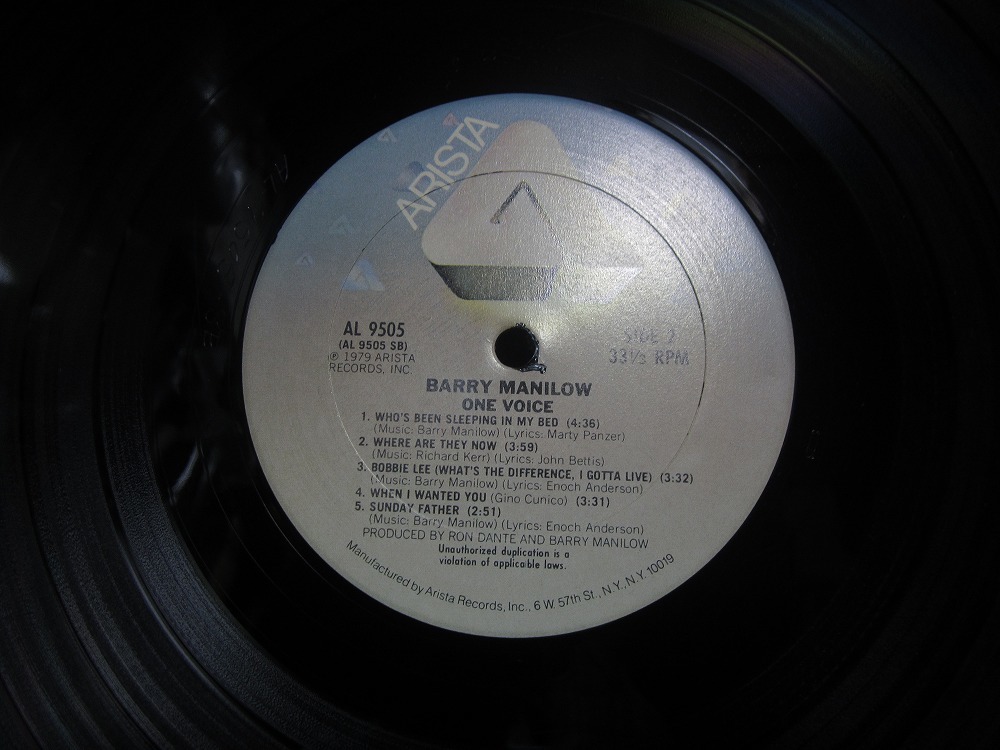 ARISTA
AL 9505
(AL 9505 SB)
℗ 1979 ARISTA
RECORDS, INC.
SIDE 2
33⅓ RPM
BARRY MANILOW
ONE VOICE
1. WHO'S BEEN SLEEPING IN MY BED (4:36)
(Music: Barry Manilow) (Lyrics: Marty Panzer)
2. WHERE ARE THEY NOW (3:59)
(Music: Richard Kerr) (Lyrics: John Bettis)
3. BOBBIE LEE (WHAT'S THE DIFFERENCE, I GOTTA LIVE) (3:32)
(Music: Barry Manilow) (Lyrics: Enoch Anderson)
4. WHEN I WANTED YOU (Gino Cunico) (3:31)
5. SUNDAY FATHER (2:51)
(Music: Barry Manilow) (Lyrics: Enoch Anderson)
PRODUCED BY RON DANTE AND BARRY MANILOW
Unauthorized duplication is a
violation of applicable laws.
Manufactured by Arista Records, Inc., 6 W. 57th St., N.Y., N.Y. 10019